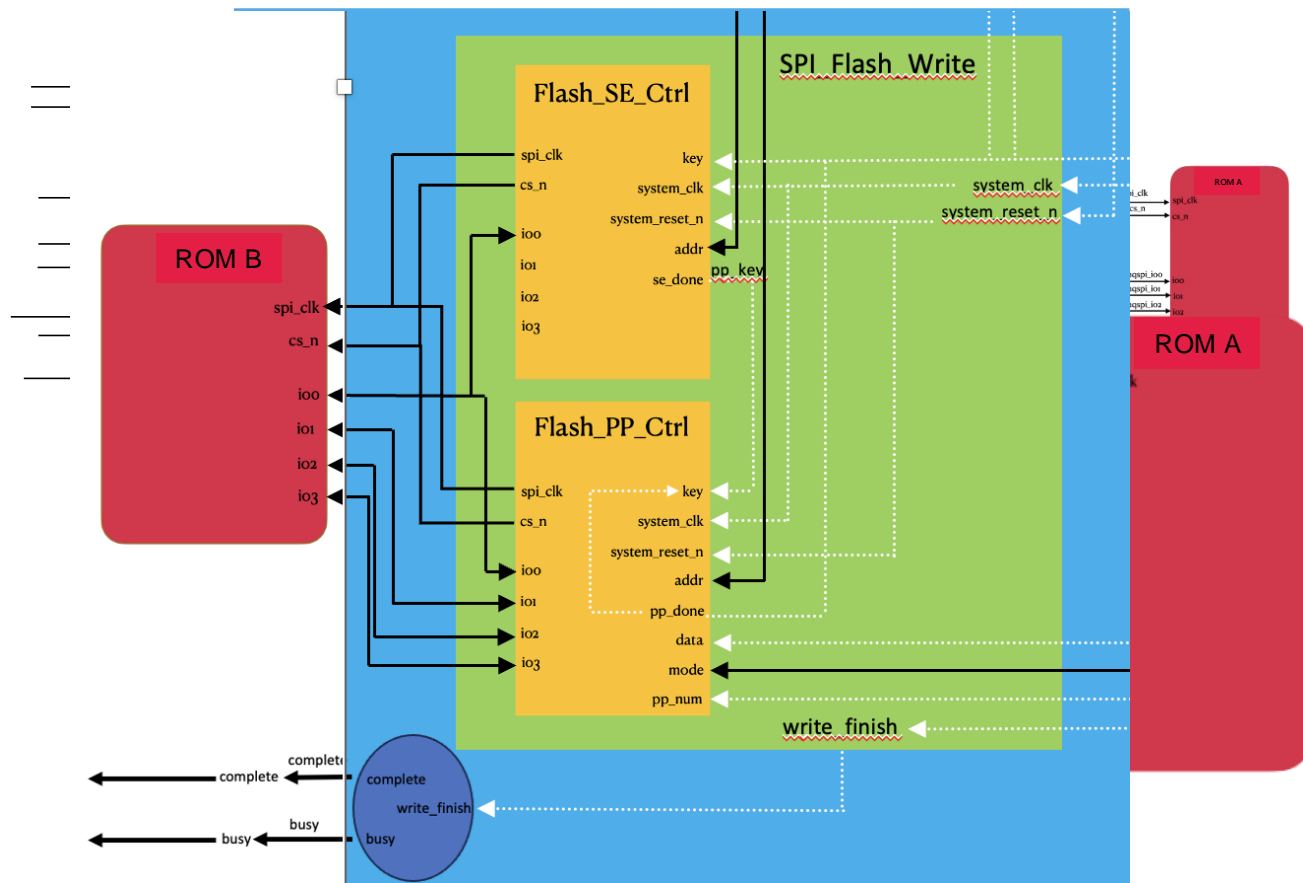 SPI_Flash_Write
Flash_SE_Ctrl
spi_clk
cs_n
io0
io1
io2
io3
key
system_clk
system_reset_n
addr
se_done
pp_key
system_clk
system_reset_n
Flash_PP_Ctrl
spi_clk
cs_n
io0
io1
io2
io3
key
system_clk
system_reset_n
addr
pp_done
data
mode
pp_num
write_finish
ROM B
spi_clk
cs_n
io0
io1
io2
io3
ROM A
spi_clk
cs_n
io0
io1
io2
ROM A
complete
complete
complete
write_finish
busy
busy
busy